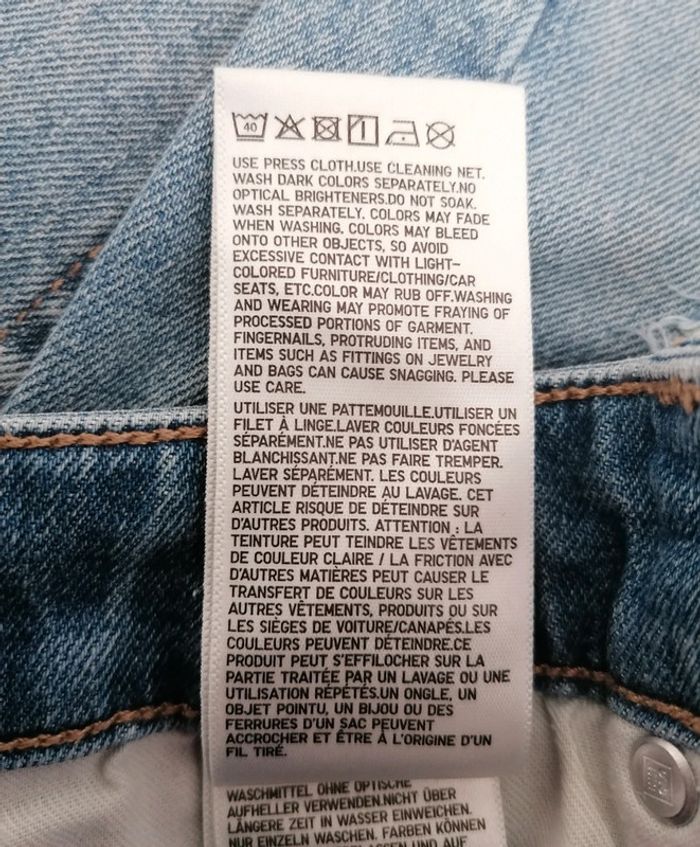 40
USE PRESS CLOTH.USE CLEANING NET.
WASH DARK COLORS SEPARATELY.NO
OPTICAL BRIGHTENERS.DO NOT SOAK.
WASH SEPARATELY. COLORS MAY FADE
WHEN WASHING. COLORS MAY BLEED
ONTO OTHER OBJECTS, SO AVOID
EXCESSIVE CONTACT WITH LIGHT-
COLORED FURNITURE/CLOTHING/CAR
SEATS, ETC.COLOR MAY RUB OFF.WASHING
AND WEARING MAY PROMOTE FRAYING OF
PROCESSED PORTIONS OF GARMENT.
FINGERNAILS, PROTRUDING ITEMS, AND
ITEMS SUCH AS FITTINGS ON JEWELRY
AND BAGS CAN CAUSE SNAGGING. PLEASE
USE CARE.
UTILISER UNE PATTEMOUILLE.UTILISER UN
FILET À LINGE.LAVER COULEURS FONCÉES
SÉPARÉMENT.NE PAS UTILISER D'AGENT
BLANCHISSANT.NE PAS FAIRE TREMPER.
LAVER SÉPARÉMENT. LES COULEURS
PEUVENT DÉTEINDRE AU LAVAGE. CET
ARTICLE RISQUE DE DÉTEINDRE SUR
D'AUTRES PRODUITS. ATTENTION : LA
TEINTURE PEUT TEINDRE LES VÊTEMENTS
DE COULEUR CLAIRE / LA FRICTION AVEC
D'AUTRES MATIÈRES PEUT CAUSER LE
TRANSFERT DE COULEURS SUR LES
AUTRES VÊTEMENTS, PRODUITS OU SUR
LES SIÈGES DE VOITURE/CANAPÉS.LES
COULEURS PEUVENT DÉTEINDRE.CE
PRODUIT PEUT S'EFFILOCHER SUR LA
PARTIE TRAITÉE PAR UN LAVAGE OU UNE
UTILISATION RÉPÉTÉS.UN ONGLE, UN
OBJET POINTU, UN BIJOU OU DES
FERRURES D'UN SAC PEUVENT
ACCROCHER ET ÊTRE À L'ORIGINE D'UN
FIL TIRÉ.
WASCHMITTEL OHNE OPTISCHE
AUFHELLER VERWENDEN.NICHT ÜBER
LÄNGERE ZEIT IN WASSER EINWEICHEN.
NUR EINZELN WASCHEN. FARBEN KÖNNEN